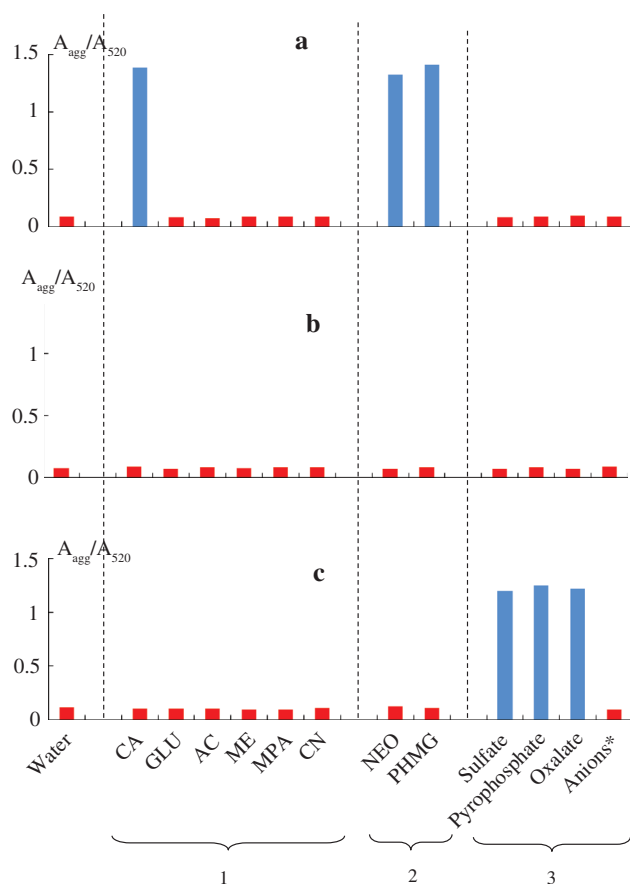 A_agg/A_520
a
1.5
1
0.5
0
A_agg/A_520
b
1
0.5
0
A_agg/A_520
c
1.5
1
0.5
0
Water
CA
GLU
AC
ME
MPA
CN
NEO
PHMG
Sulfate
Pyrophosphate
Oxalate
Anions*
1
2
3